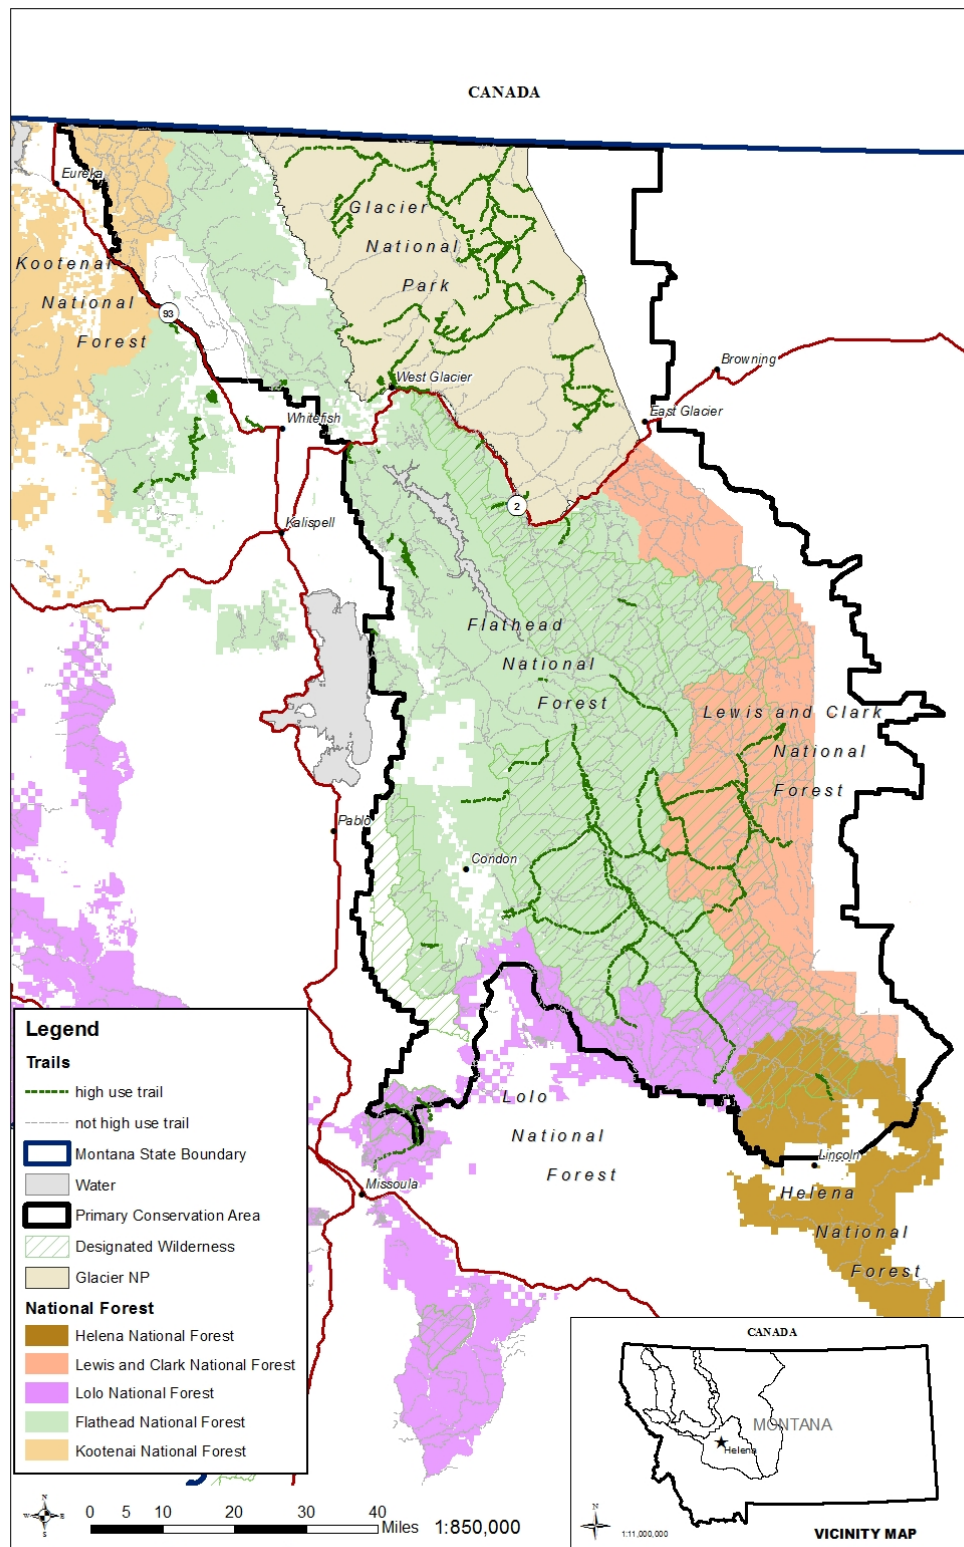 CANADA
Eureka
Glacier
National
Park
Kootenai
National
Forest
93
Browning
West Glacier
East Glacier
Whitefish
2
Kalispell
Flathead
National
Forest
Lewis and Clark
National
Forest
Pablo
Condon
Lolo
National
Forest
Lincoln
Missoula
Helena
National
Forest
Legend
Trails
high use trail
not high use trail
Montana State Boundary
Water
Primary Conservation Area
Designated Wilderness
Glacier NP
National Forest
Helena National Forest
Lewis and Clark National Forest
Lolo National Forest
Flathead National Forest
Kootenai National Forest
N
W E
S
0 5 10 20 30 40
Miles 1:850,000
CANADA
MONTANA
Helena
N
1:11,000,000
VICINITY MAP